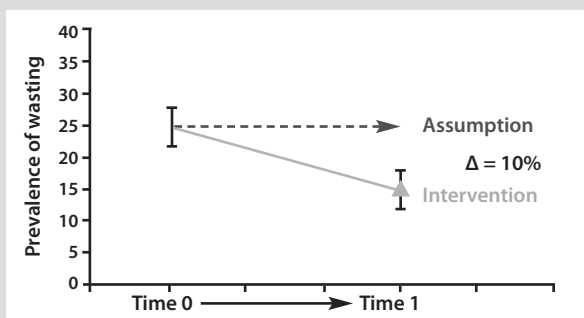 Prevalence of wasting
40
35
30
25
20
15
10
5
0
Assumption
Δ = 10%
Intervention
Time 0
Time 1